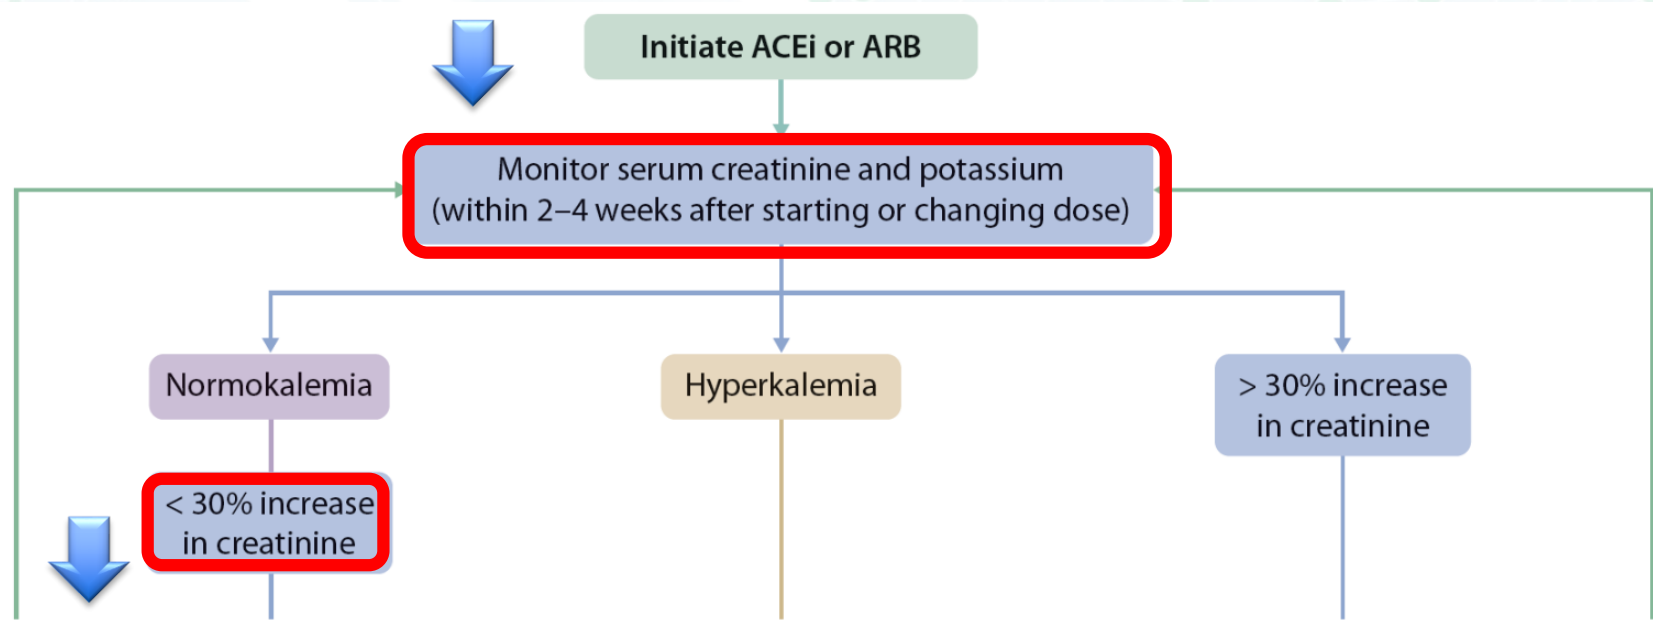 Initiate ACEi or ARB
Monitor serum creatinine and potassium
(within 2–4 weeks after starting or changing dose)
Normokalemia
Hyperkalemia
> 30% increase
in creatinine
< 30% increase
in creatinine